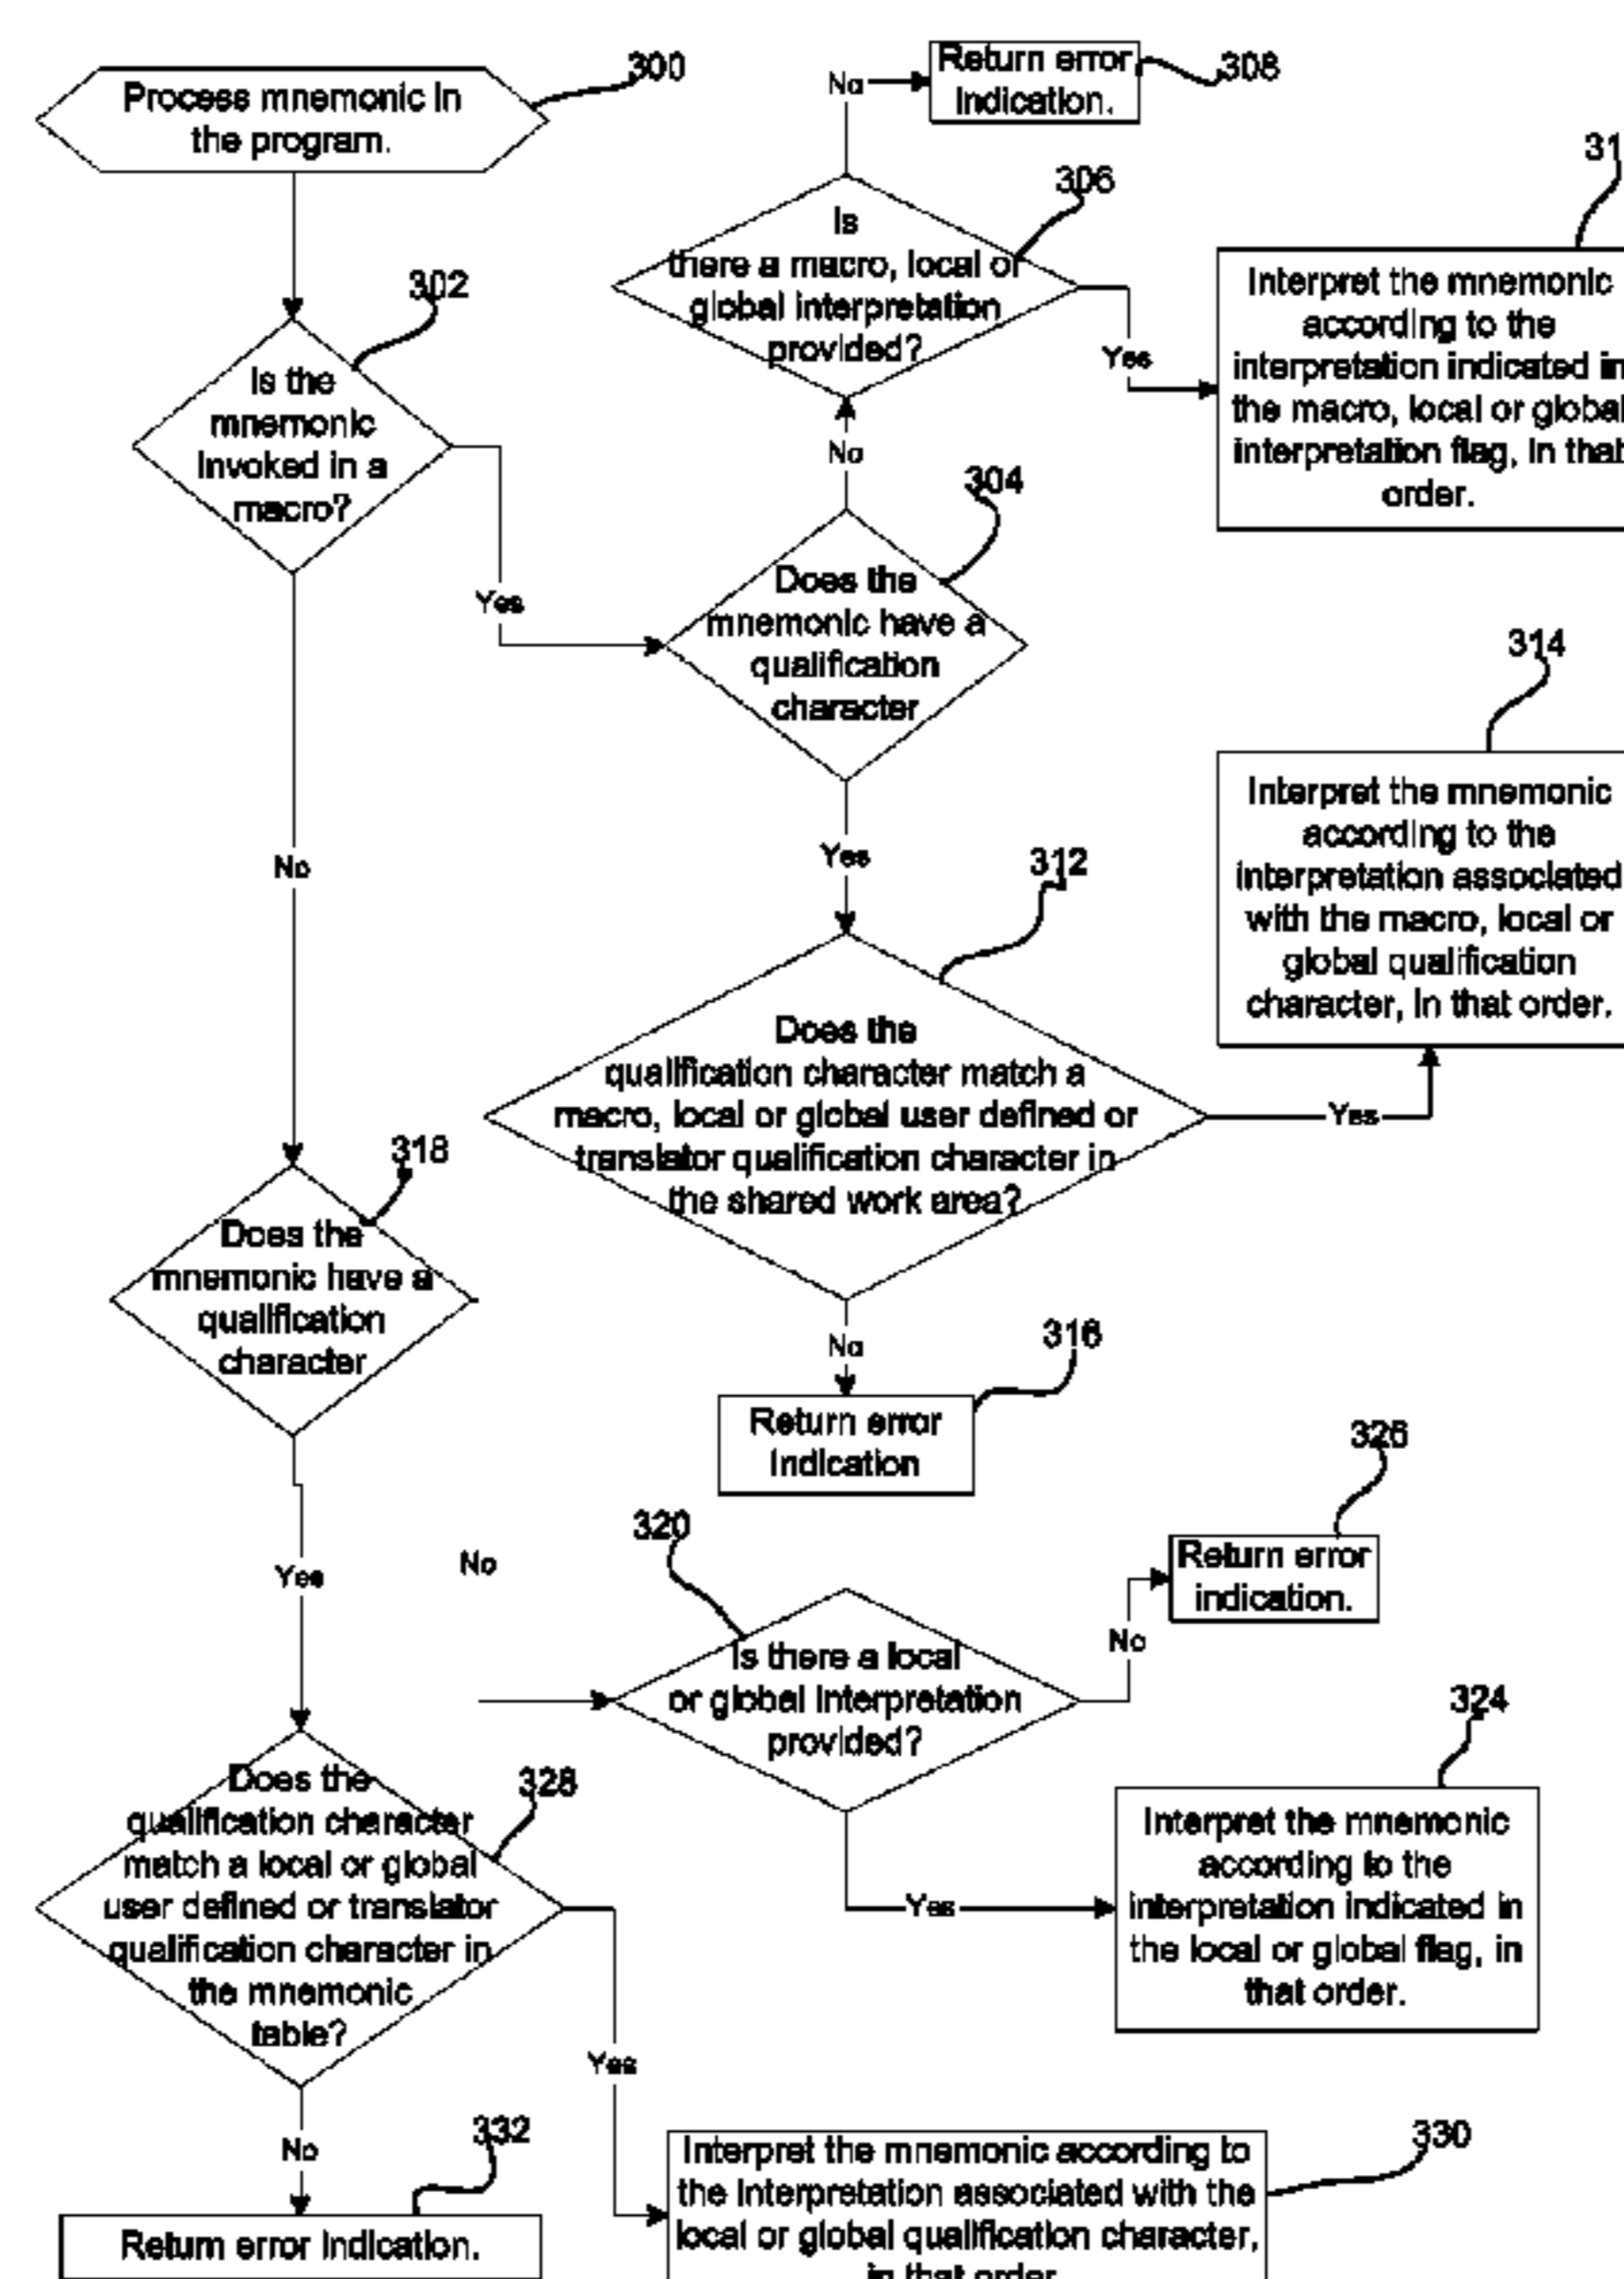 300
Process mnemonic in
the program.
No
Return error
indication.
308
306
Is
there a macro, local or
global interpretation
provided?
Yes
31
Interpret the mnemonic
according to the
interpretation indicated in
the macro, local or global
interpretation flag, in that
order.
302
Is the
mnemonic
invoked in a
macro?
No
Yes
304
Does the
mnemonic have a
qualification
character
314
Interpret the mnemonic
according to the
interpretation associated
with the macro, local or
global qualification
character, in that order.
No
Yes
312
Does the
qualification character match a
macro, local or global user defined or
translator qualification character in
the shared work area?
Yes
318
Does the
mnemonic have a
qualification
character
No
316
Return error
indication
Yes
No
320
Is there a local
or global interpretation
provided?
No
326
Return error
indication.
Yes
324
Interpret the mnemonic
according to the
interpretation indicated in
the local or global flag, in
that order.
328
Does the
qualification character
match a local or global
user defined or translator
qualification character in
the mnemonic
table?
No
Yes
332
Return error indication.
330
Interpret the mnemonic according to
the interpretation associated with the
local or global qualification character,
in that order